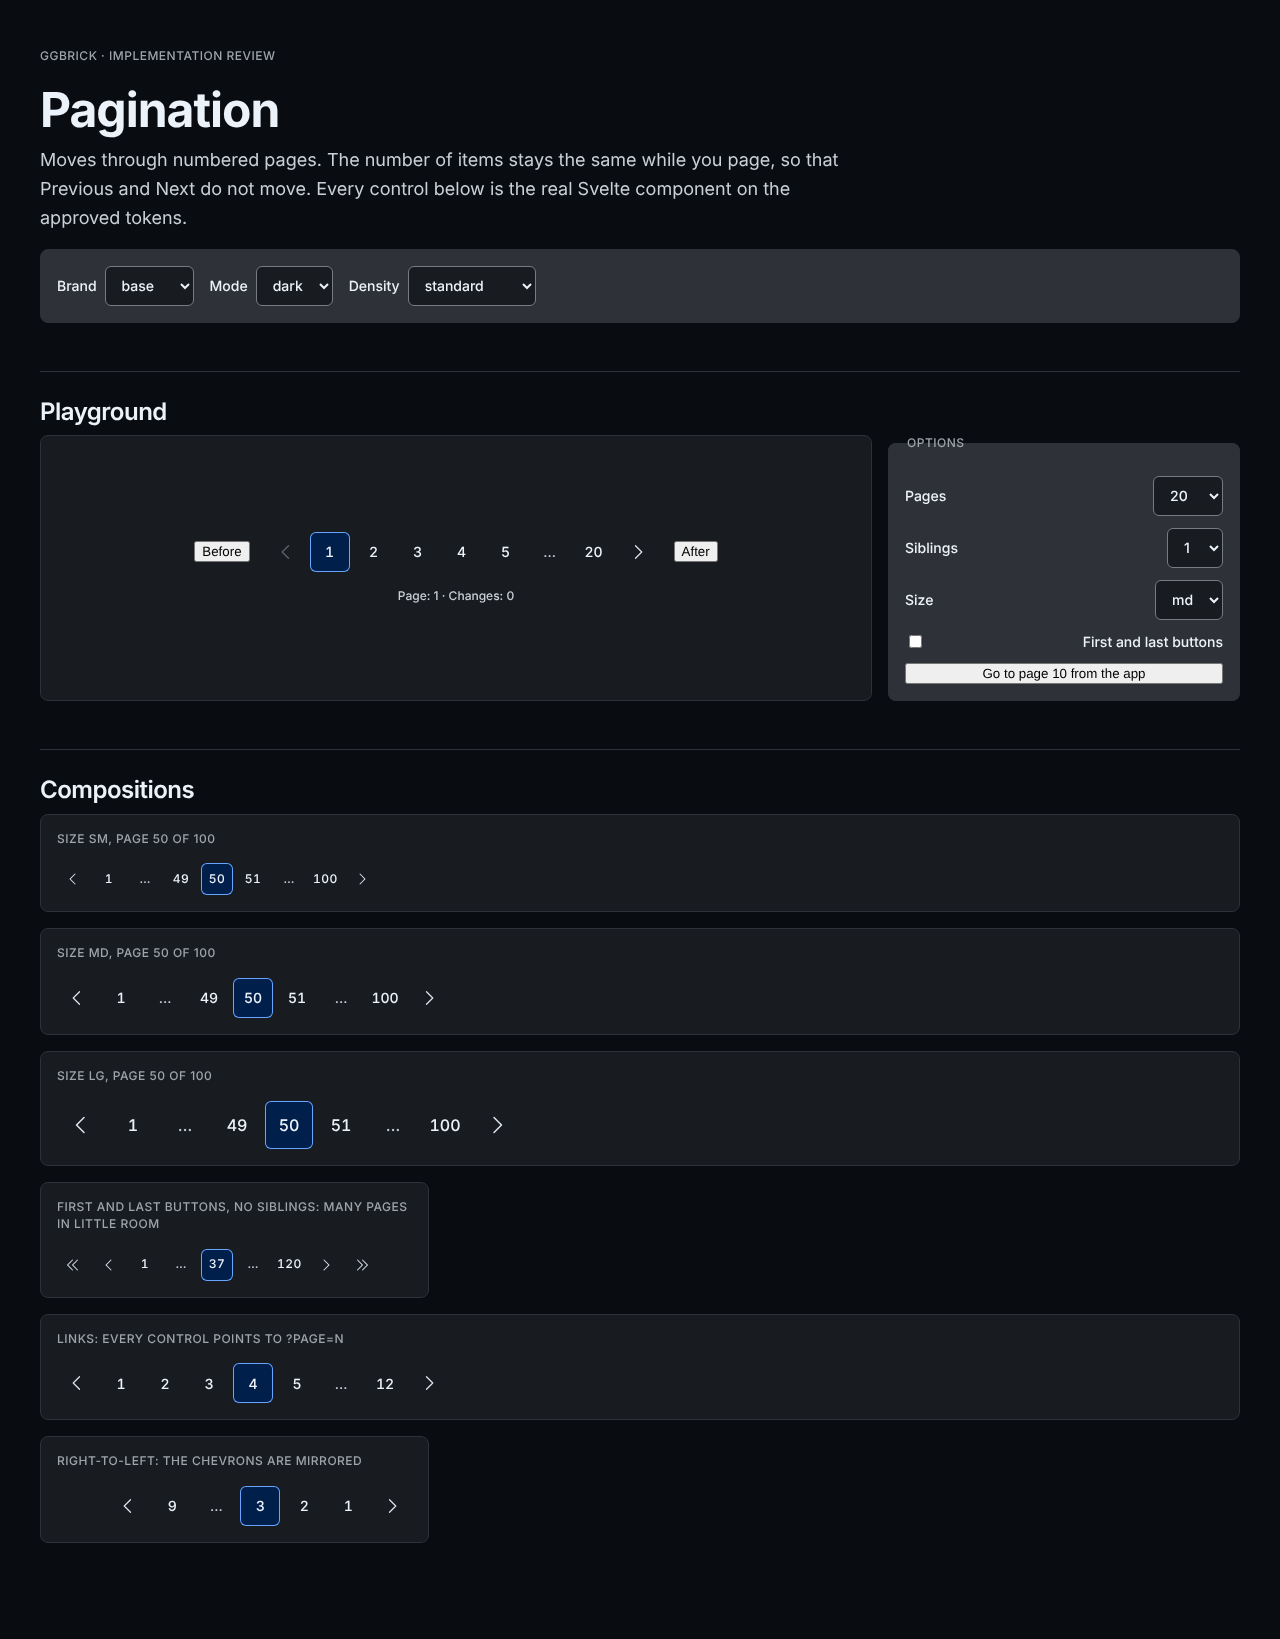 GGBRICK · IMPLEMENTATION REVIEW
Pagination
Moves through numbered pages. The number of items stays the same while you page, so that
Previous and Next do not move. Every control below is the real Svelte component on the
approved tokens.
Brand base Mode dark Density standard
Playground
Before 1 2 3 4 5 ... 20 After
Page: 1 · Changes: 0
OPTIONS
Pages 20
Siblings 1
Size md
First and last buttons
Go to page 10 from the app
Compositions
SIZE SM, PAGE 50 OF 100
1 ... 49 50 51 ... 100
SIZE MD, PAGE 50 OF 100
1 ... 49 50 51 ... 100
SIZE LG, PAGE 50 OF 100
1 ... 49 50 51 ... 100
FIRST AND LAST BUTTONS, NO SIBLINGS: MANY PAGES
IN LITTLE ROOM
1 ... 37 ... 120
LINKS: EVERY CONTROL POINTS TO ?PAGE=N
1 2 3 4 5 ... 12
RIGHT-TO-LEFT: THE CHEVRONS ARE MIRRORED
9 ... 3 2 1